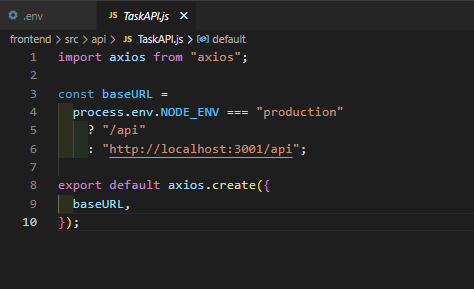 .env
JS TaskAPI.js ×
frontend > src > api > JS TaskAPI.js > default
1 import axios from "axios";
2
3 const baseURL =
4   process.env.NODE_ENV === "production"
5     ? "/api"
6     : "http://localhost:3001/api";
7
8 export default axios.create({
9   baseURL,
10 });